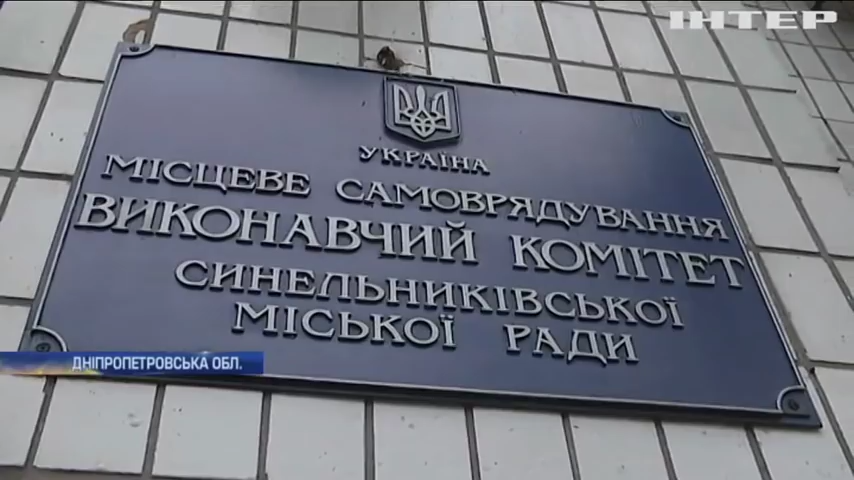 ІНТЕР
УКРАЇНА
МІСЦЕВЕ САМОВРЯДУВАННЯ
ВИКОНАВЧИЙ КОМІТЕТ
СИНЕЛЬНИКІВСЬКОЇ
МІСЬКОЇ РАДИ
ДНІПРОПЕТРОВСЬКА ОБЛ.